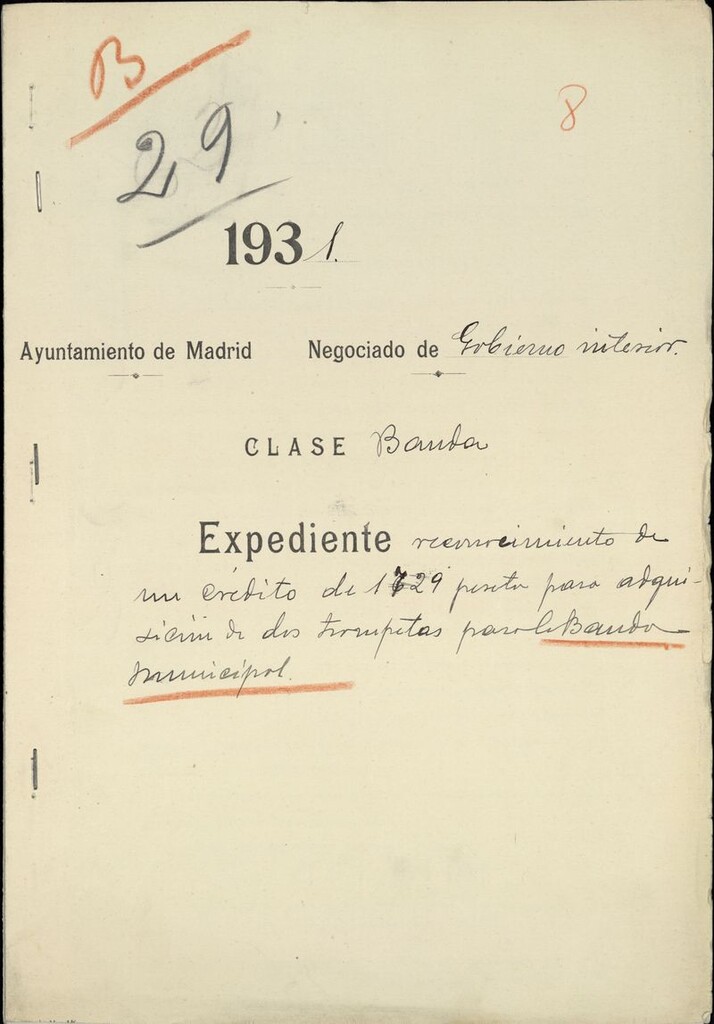 B
29
8
1931.
Ayuntamiento de Madrid Negociado de Gobierno interior.
CLASE Banda
Expediente reconocimiento de
un crédito de 1729 peseta para adqui-
sición de dos trompetas para la Banda
Municipal.